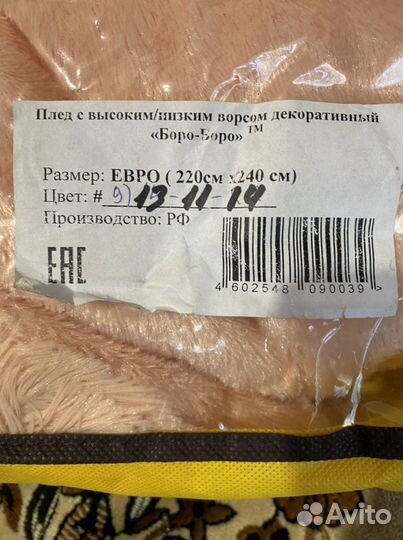 Плед с высоким/низким ворсом декоративный
«Боро-Боро»™
Размер: ЕВРО ( 220см х240 см)
Цвет: # 9) 13-11-14
Производство: РФ
EAC
4 602548 090039 >
Avito